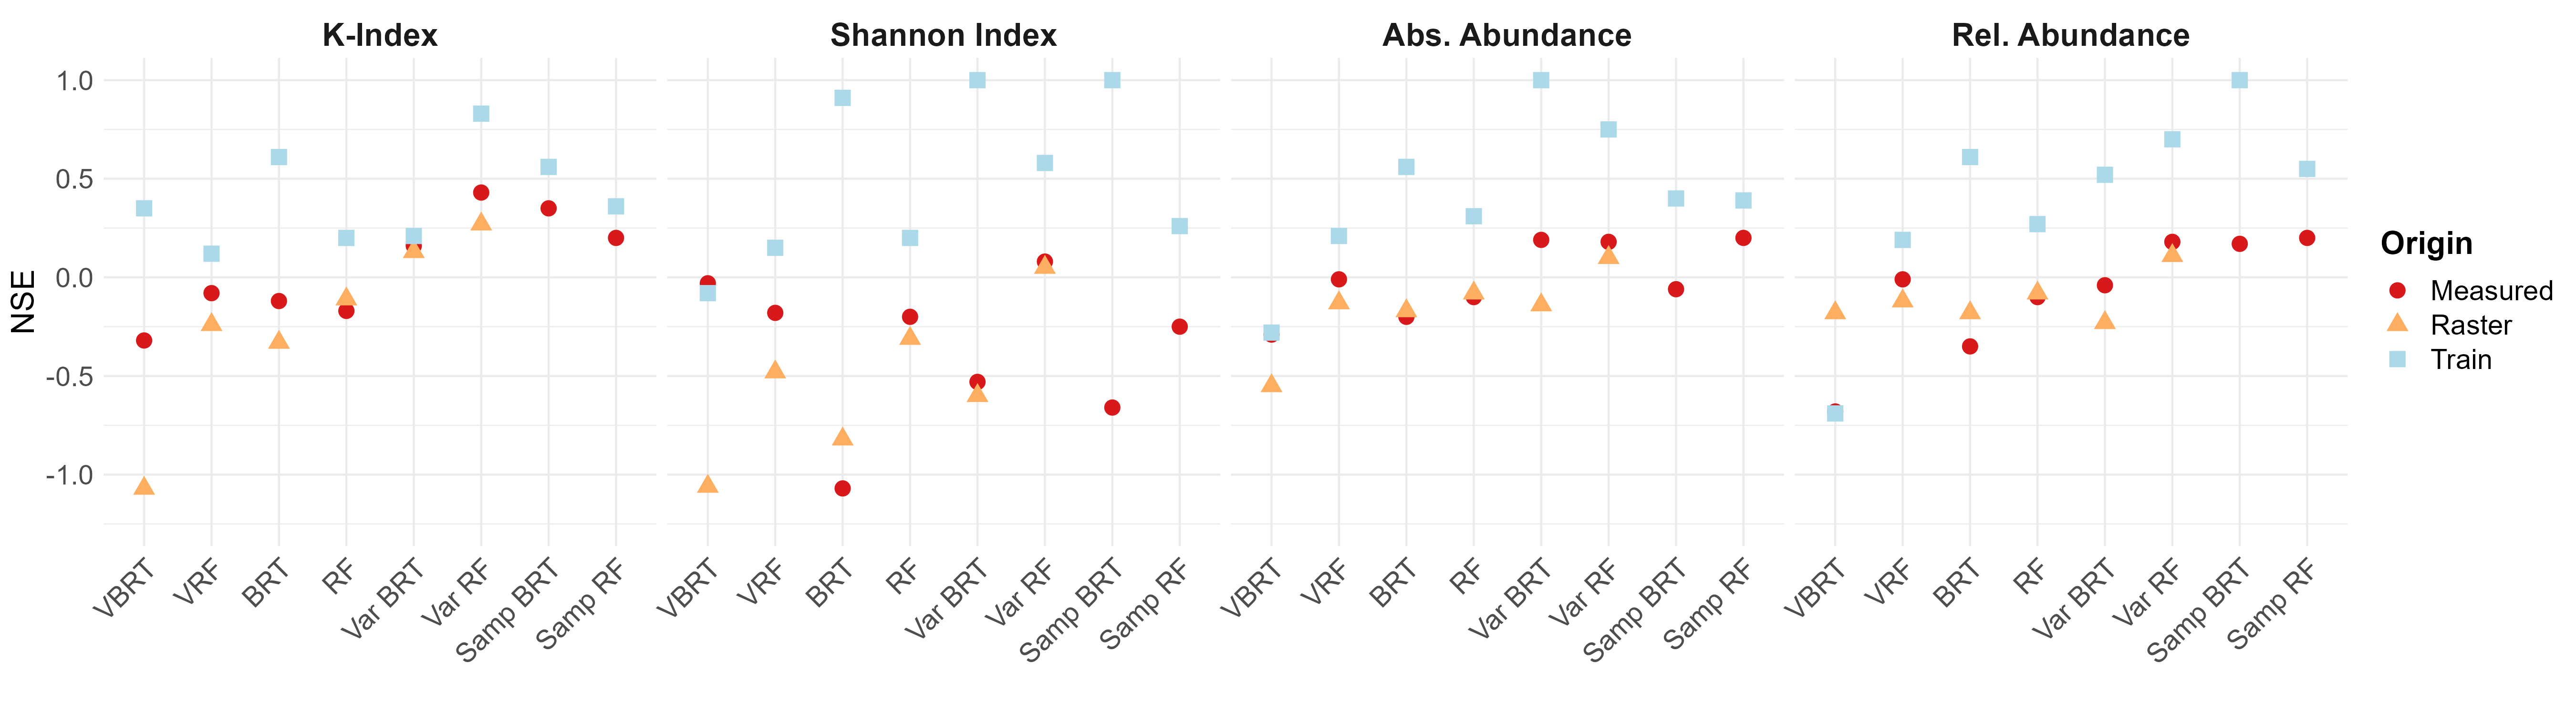 K-Index Shannon Index Abs. Abundance Rel. Abundance
NSE
1.0
0.5
0.0
-0.5
-1.0
VBRT VRF BRT RF Var BRT Var RF Samp BRT Samp RF
VBRT VRF BRT RF Var BRT Var RF Samp BRT Samp RF
VBRT VRF BRT RF Var BRT Var RF Samp BRT Samp RF
VBRT VRF BRT RF Var BRT Var RF Samp BRT Samp RF
Origin
Measured
Raster
Train